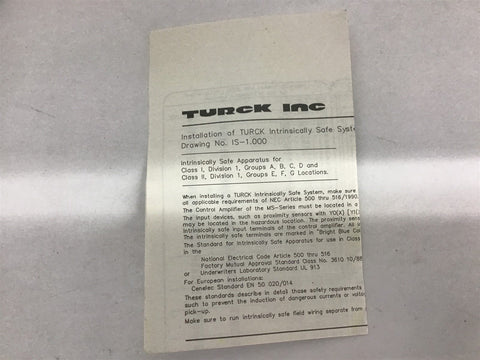 TURCK INC
Installation of TURCK Intrinsically Safe Syste
Drawing No. IS-1.000
Intrinsically Safe Apparatus for
Class I, Division 1, Groups A, B, C, D and
Class II, Division 1, Groups E, F, G Locations.
When installing a TURCK Intrinsically Safe System, make sure
all applicable requirements of NEC Article 500 thru 516/1990.
The Control Amplifier of the MS-Series must be located in a
The input devices, such as proximity sensors with YO(X)
may be located in the hazardous location. The proximity sens
intrinsically safe input terminals of the control amplifier. All in
The intrinsically safe terminals are marked in "Bright Blue Co
The Standard for Intrinsically Safe Apparatus for use in Class
in the
National Electrical Code Article 500 thru 516
Factory Mutual Approval Standard Class No. 3610 10/88
or Underwriters Laboratory Standard UL 913
For European installations:
Cenelec Standard EN 50 020/014.
These standards describe in detail those safety requirements
such to prevent the induction of dangerous currents or voltag
pick-up.
Make sure to run intrinsically safe field wiring separate from